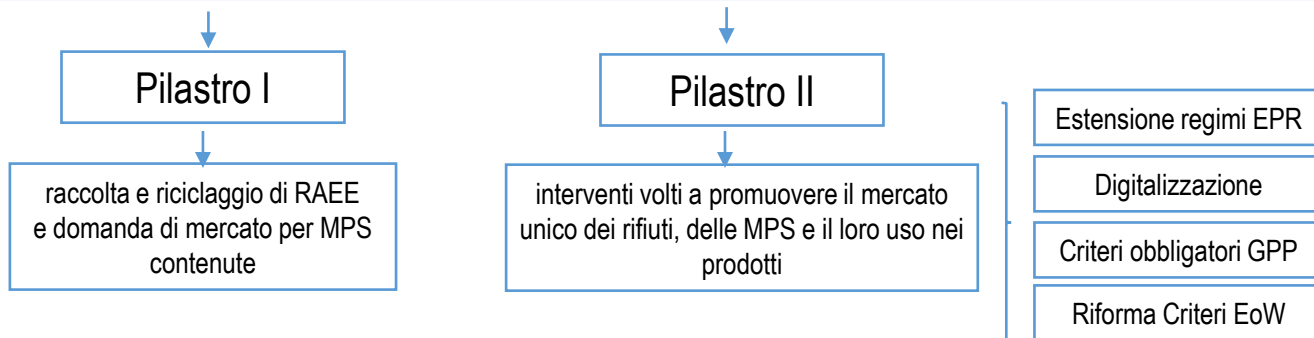 Pilastro I
raccolta e riciclaggio di RAEE
e domanda di mercato per MPS
contenute
Pilastro II
interventi volti a promuovere il mercato
unico dei rifiuti, delle MPS e il loro uso nei
prodotti
Estensione regimi EPR
Digitalizzazione
Criteri obbligatori GPP
Riforma Criteri EoW